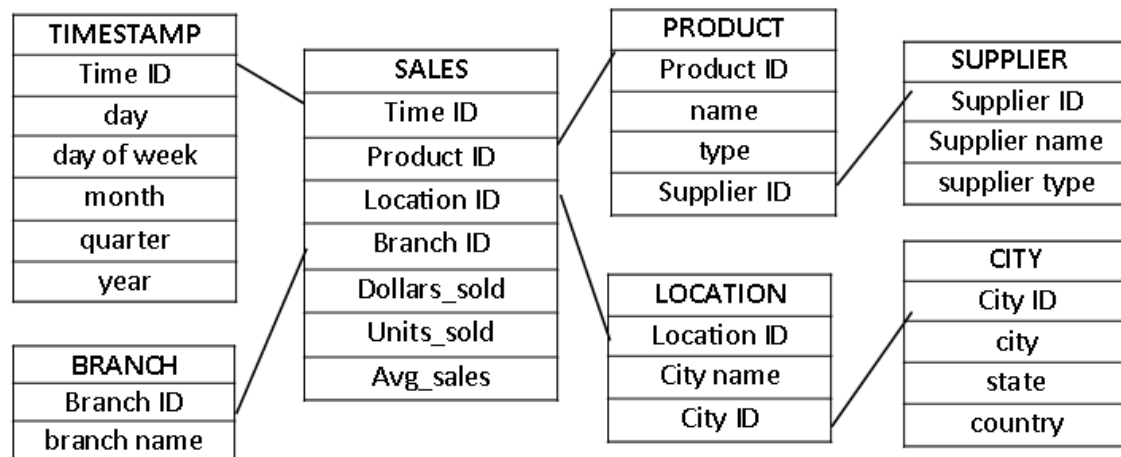 TIMESTAMP
Time ID
day
day of week
month
quarter
year
BRANCH
Branch ID
branch name
SALES
Time ID
Product ID
Location ID
Branch ID
Dollars_sold
Units_sold
Avg_sales
PRODUCT
Product ID
name
type
Supplier ID
LOCATION
Location ID
City name
City ID
SUPPLIER
Supplier ID
Supplier name
supplier type
CITY
City ID
city
state
country